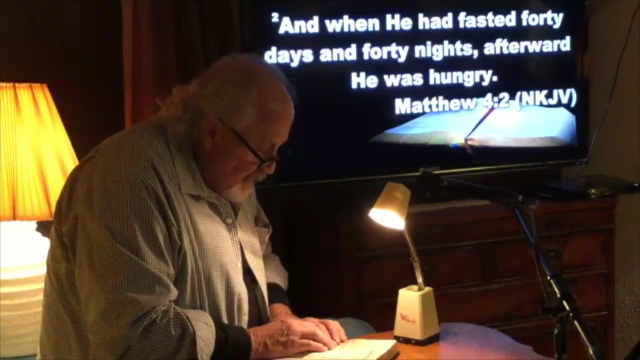 ²And when He had fasted forty
days and forty nights, afterward
He was hungry.
Matthew 4:2 (NKJV)